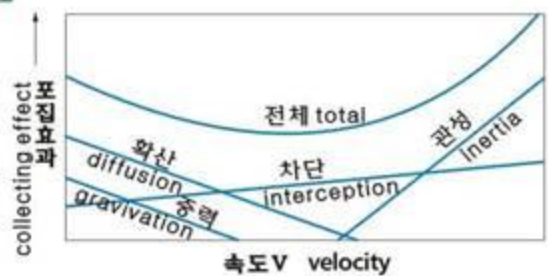 포집효과
collecting effect
전체 total
확산
diffusion
중력
gravivation
차단
interception
관성
inertia
속도V velocity